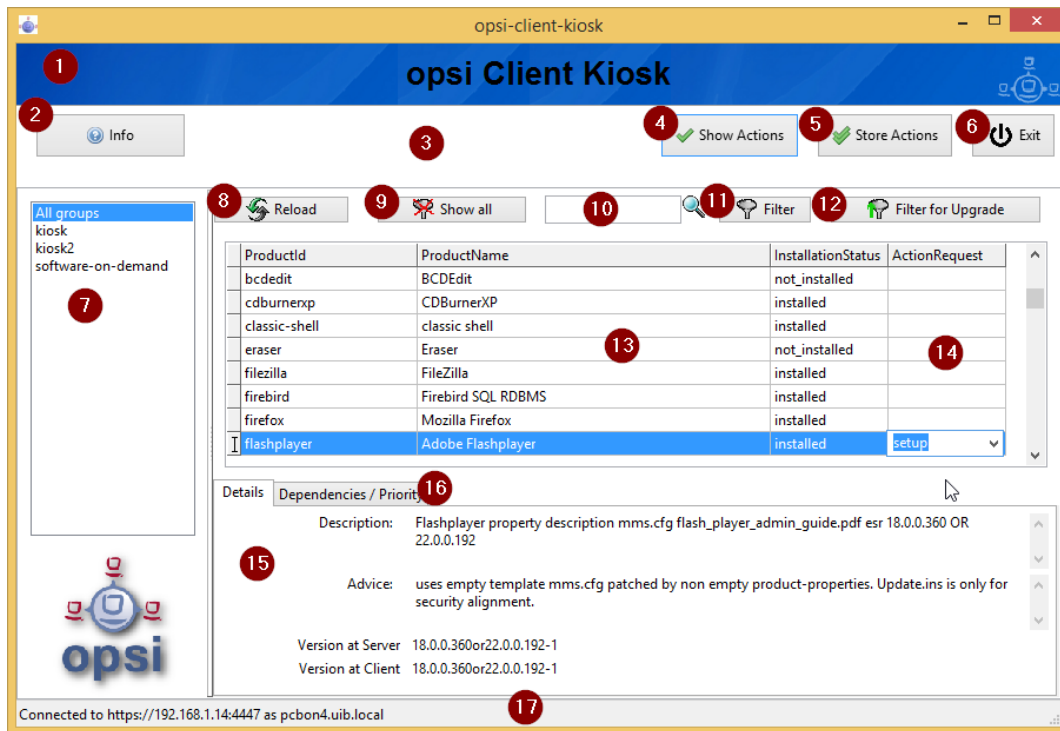 opsi-client-kiosk
1
opsi Client Kiosk
2
Info
3
4
Show Actions
5
Store Actions
6
Exit
All groups
kiosk
kiosk2
software-on-demand
7
8
Reload
9
Show all
10
11
Filter
12
Filter for Upgrade
ProductId ProductName InstallationStatus ActionRequest
bcdedit BCDEdit not_installed
cdburnerxp CDBurnerXP installed
classic-shell classic shell installed
13
eraser Eraser not_installed
14
filezilla FileZilla installed
firebird Firebird SQL RDBMS installed
firefox Mozilla Firefox installed
flashplayer Adobe Flashplayer installed setup
Details Dependencies / Priority
16
Description: Flashplayer property description mms.cfg flash_player_admin_guide.pdf esr 18.0.0.360 OR
22.0.0.192
15
Advice: uses empty template mms.cfg patched by non empty product-properties. Update.ins is only for
security alignment.
Version at Server 18.0.0.360or22.0.0.192-1
Version at Client 18.0.0.360or22.0.0.192-1
opsi
Connected to https://192.168.1.14:4447 as pcbon4.uib.local
17